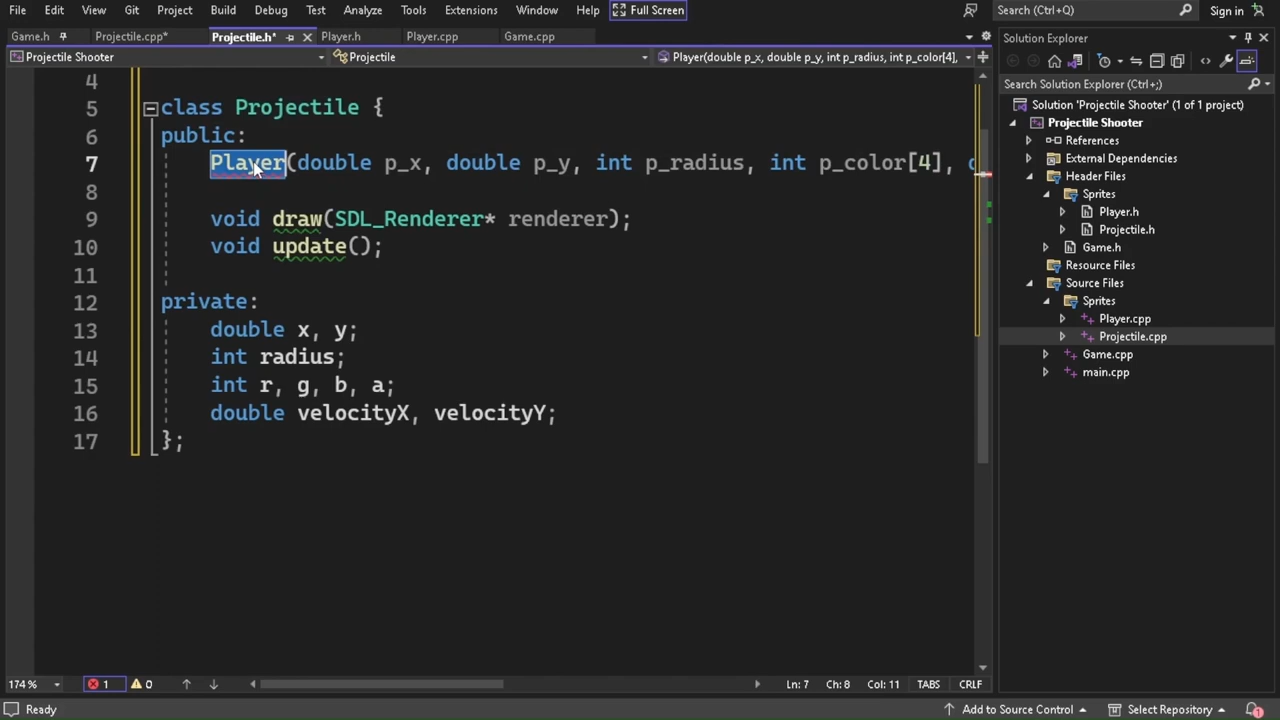 File Edit View Git Project Build Debug Test Analyze Tools Extensions Window Help Full Screen Search (Ctrl+Q) Sign in
Game.h Projectile.cpp* Projectile.h* Player.h Player.cpp Game.cpp
Projectile Shooter Projectile Player(double p_x, double p_y, int p_radius, int p_color[4],
Solution Explorer
Search Solution Explorer (Ctrl+;)
Solution 'Projectile Shooter' (1 of 1 project)
Projectile Shooter
References
External Dependencies
Header Files
Sprites
Player.h
Projectile.h
Game.h
Resource Files
Source Files
Sprites
Player.cpp
Projectile.cpp
Game.cpp
main.cpp
4
5 class Projectile {
6 public:
7 Player(double p_x, double p_y, int p_radius, int p_color[4],
8
9 void draw(SDL_Renderer* renderer);
10 void update();
11
12 private:
13 double x, y;
14 int radius;
15 int r, g, b, a;
16 double velocityX, velocityY;
17 };
174 % 1 0 Ln: 7 Ch: 8 Col: 11 TABS CRLF
Ready Add to Source Control Select Repository 1